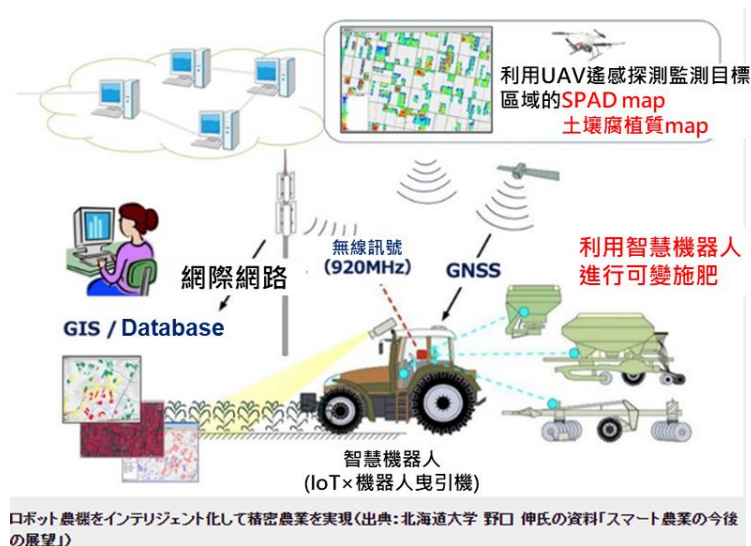 利用UAV遙感探測監測目標
區域的SPAD map
土壤腐植質map
無線訊號
(920MHz)
GNSS
利用智慧機器人
進行可變施肥
網際網路
GIS / Database
智慧機器人
(IoT×機器人曳引機)
ロボット農機をインテリジェント化して精密農業を実現(出典:北海道大学 野口 伸氏の資料「スマート農業の今後
の展望」)